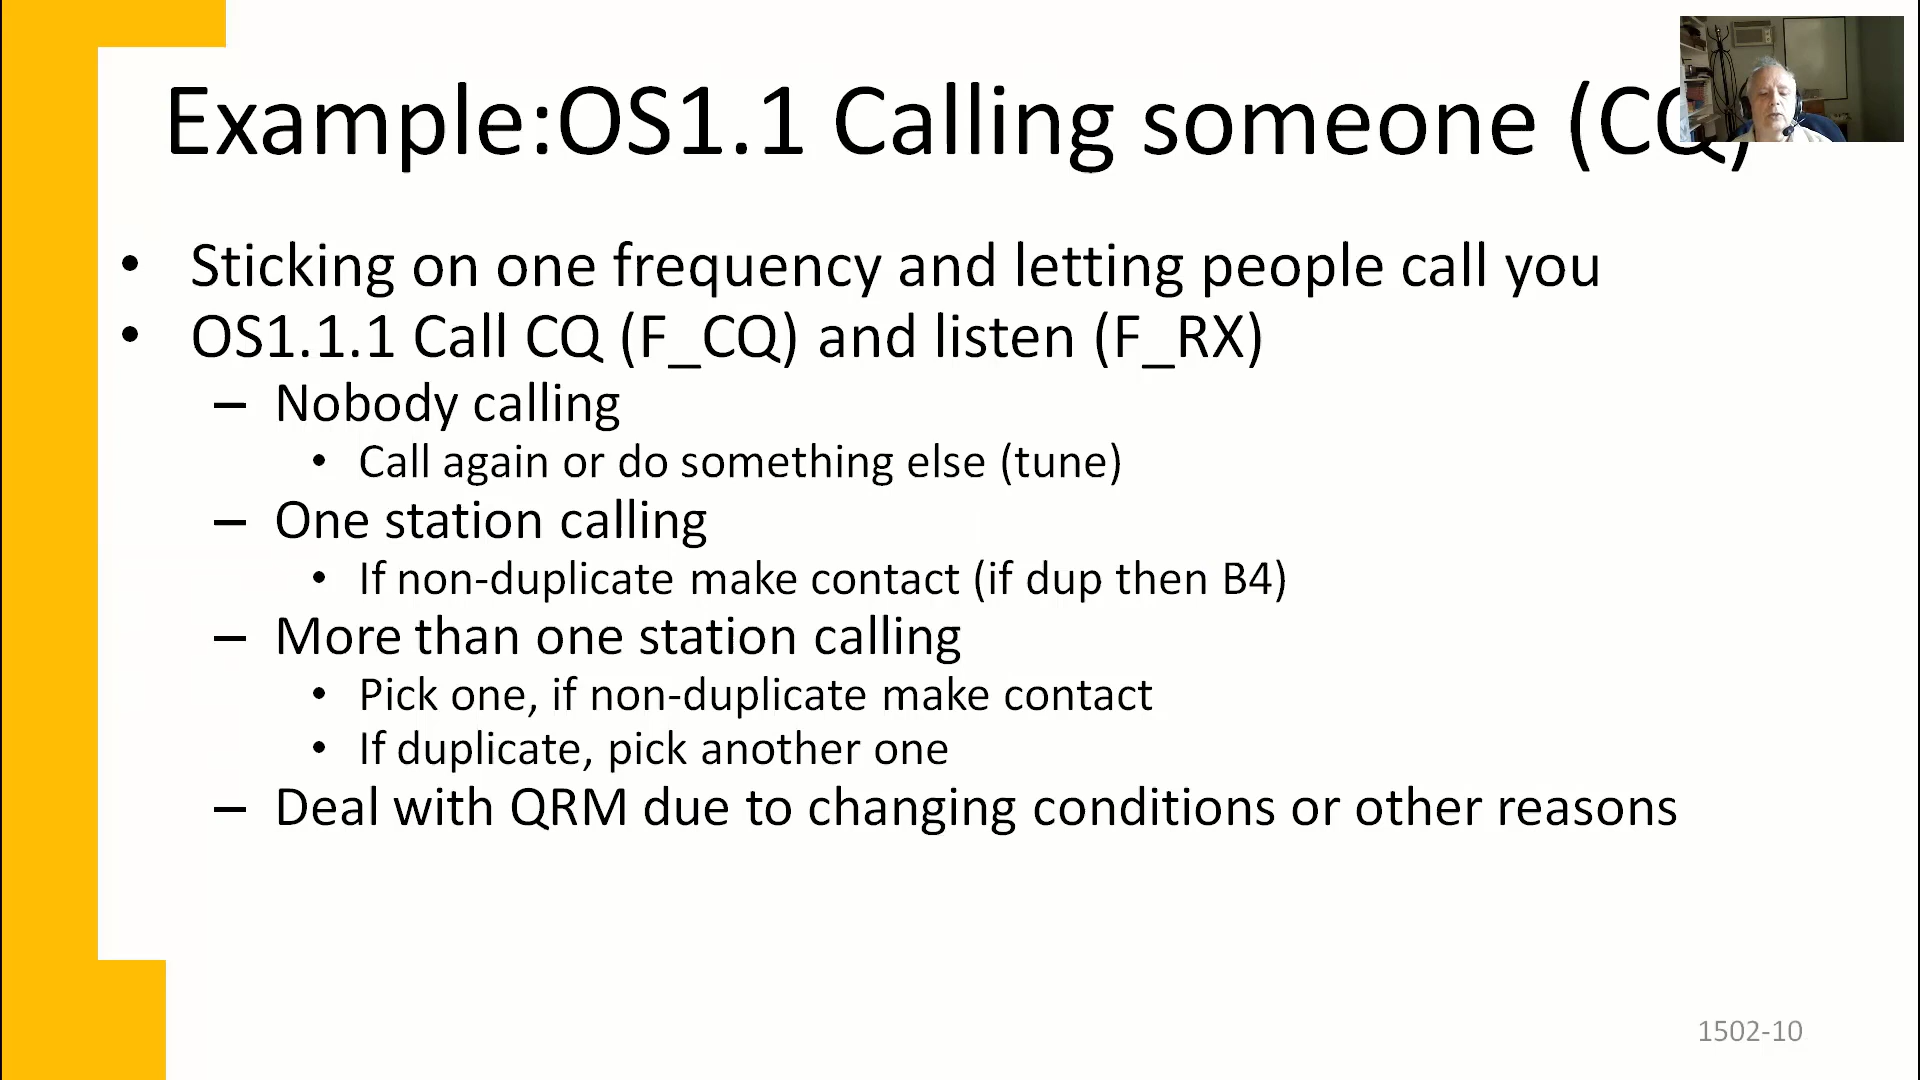 Example:OS1.1 Calling someone (CQ)
• Sticking on one frequency and letting people call you
• OS1.1.1 Call CQ (F_CQ) and listen (F_RX)
– Nobody calling
• Call again or do something else (tune)
– One station calling
• If non-duplicate make contact (if dup then B4)
– More than one station calling
• Pick one, if non-duplicate make contact
• If duplicate, pick another one
– Deal with QRM due to changing conditions or other reasons
1502-10